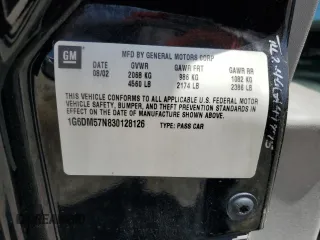 GM
MFD BY GENERAL MOTORS CORP
DATE GVWR GAWR FRT GAWR RR
08/02 2068 KG 986 KG 1082 KG
4560 LB 2174 LB 2386 LB
THIS VEHICLE CONFORMS TO ALL APPLICABLE U.S. FEDERAL MOTOR
VEHICLE SAFETY, BUMPER, AND THEFT PREVENTION STANDARDS IN
EFFECT ON THE DATE OF MANUFACTURE SHOWN ABOVE.
1G6DM57N830128126 TYPE: PASS CAR